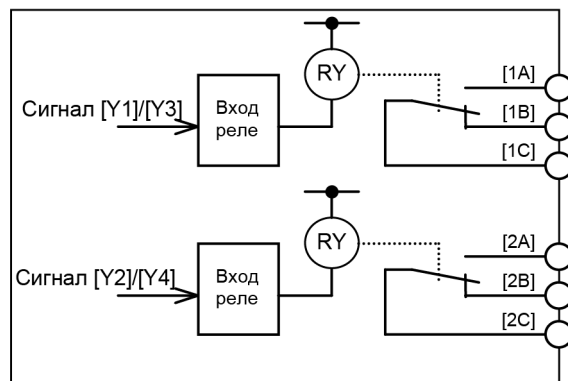 RY
[1A]
Сигнал [Y1]/[Y3]
Вход
реле
[1B]
[1C]
RY
[2A]
Сигнал [Y2]/[Y4]
Вход
реле
[2B]
[2C]